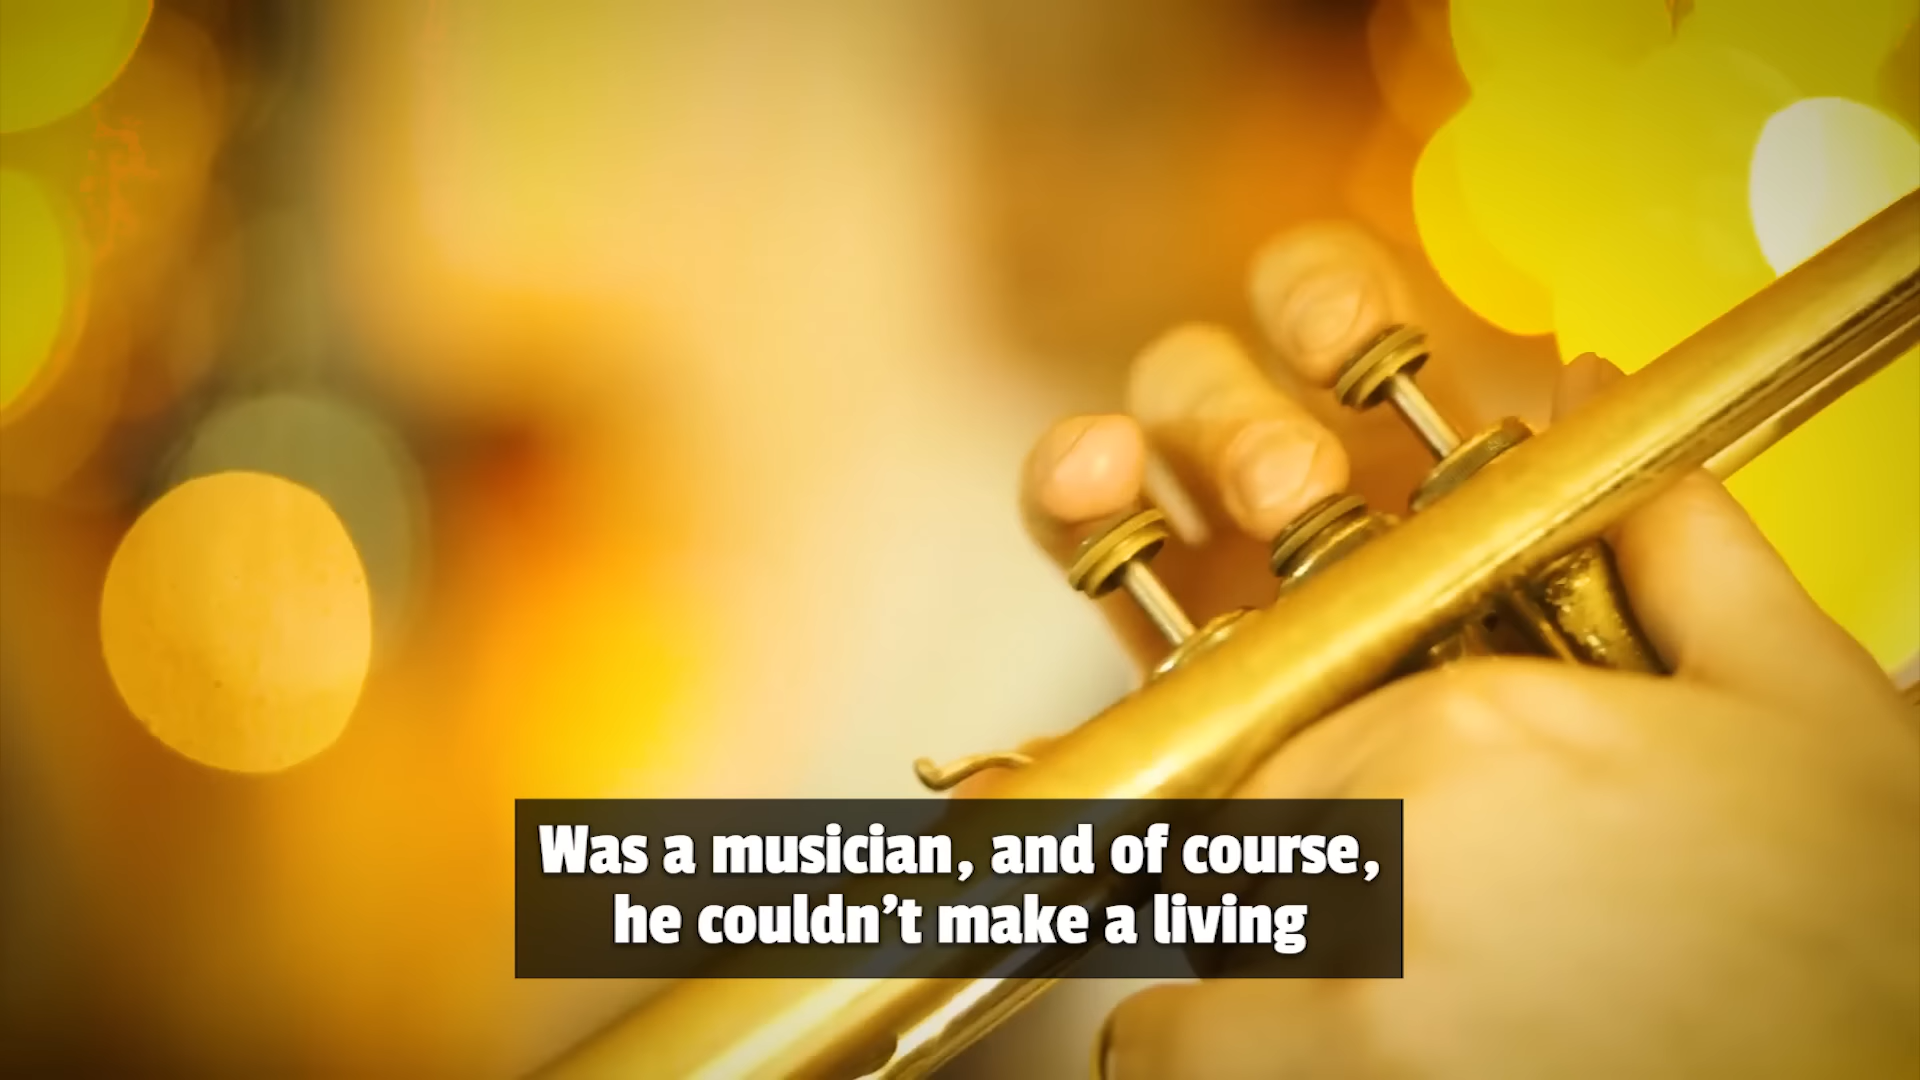 Was a musician, and of course,
he couldn’t make a living